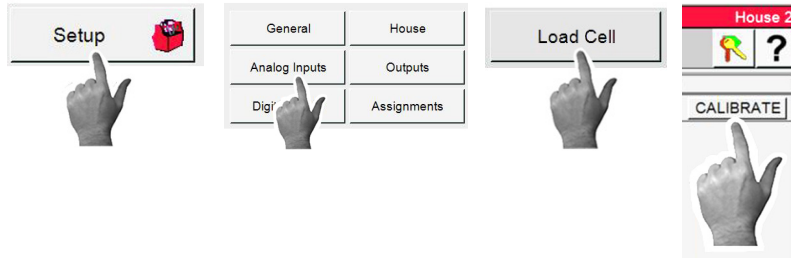 Setup
General
House
Analog Inputs
Outputs
Assignments
Load Cell
House 2
?
CALIBRATE